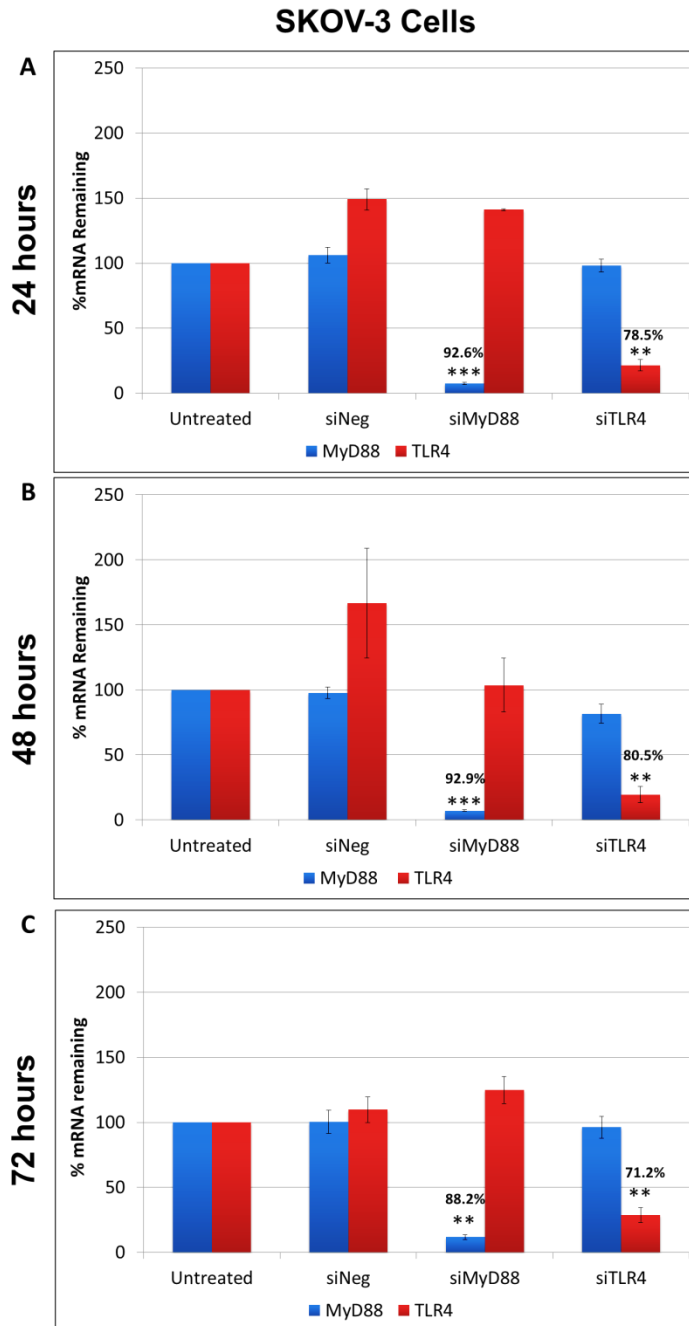 SKOV-3 Cells
A
24 hours
%mRNA Remaining
250
200
150
100
50
0
92.6%
***
78.5%
**
Untreated siNeg siMyD88 siTLR4
MyD88 TLR4
B
48 hours
% mRNA Remaining
250
200
150
100
50
0
92.9%
***
80.5%
**
Untreated siNeg siMyD88 siTLR4
MyD88 TLR4
C
72 hours
% mRNA remaining
250
200
150
100
50
0
88.2%
**
71.2%
**
Untreated siNeg siMyD88 siTLR4
MyD88 TLR4